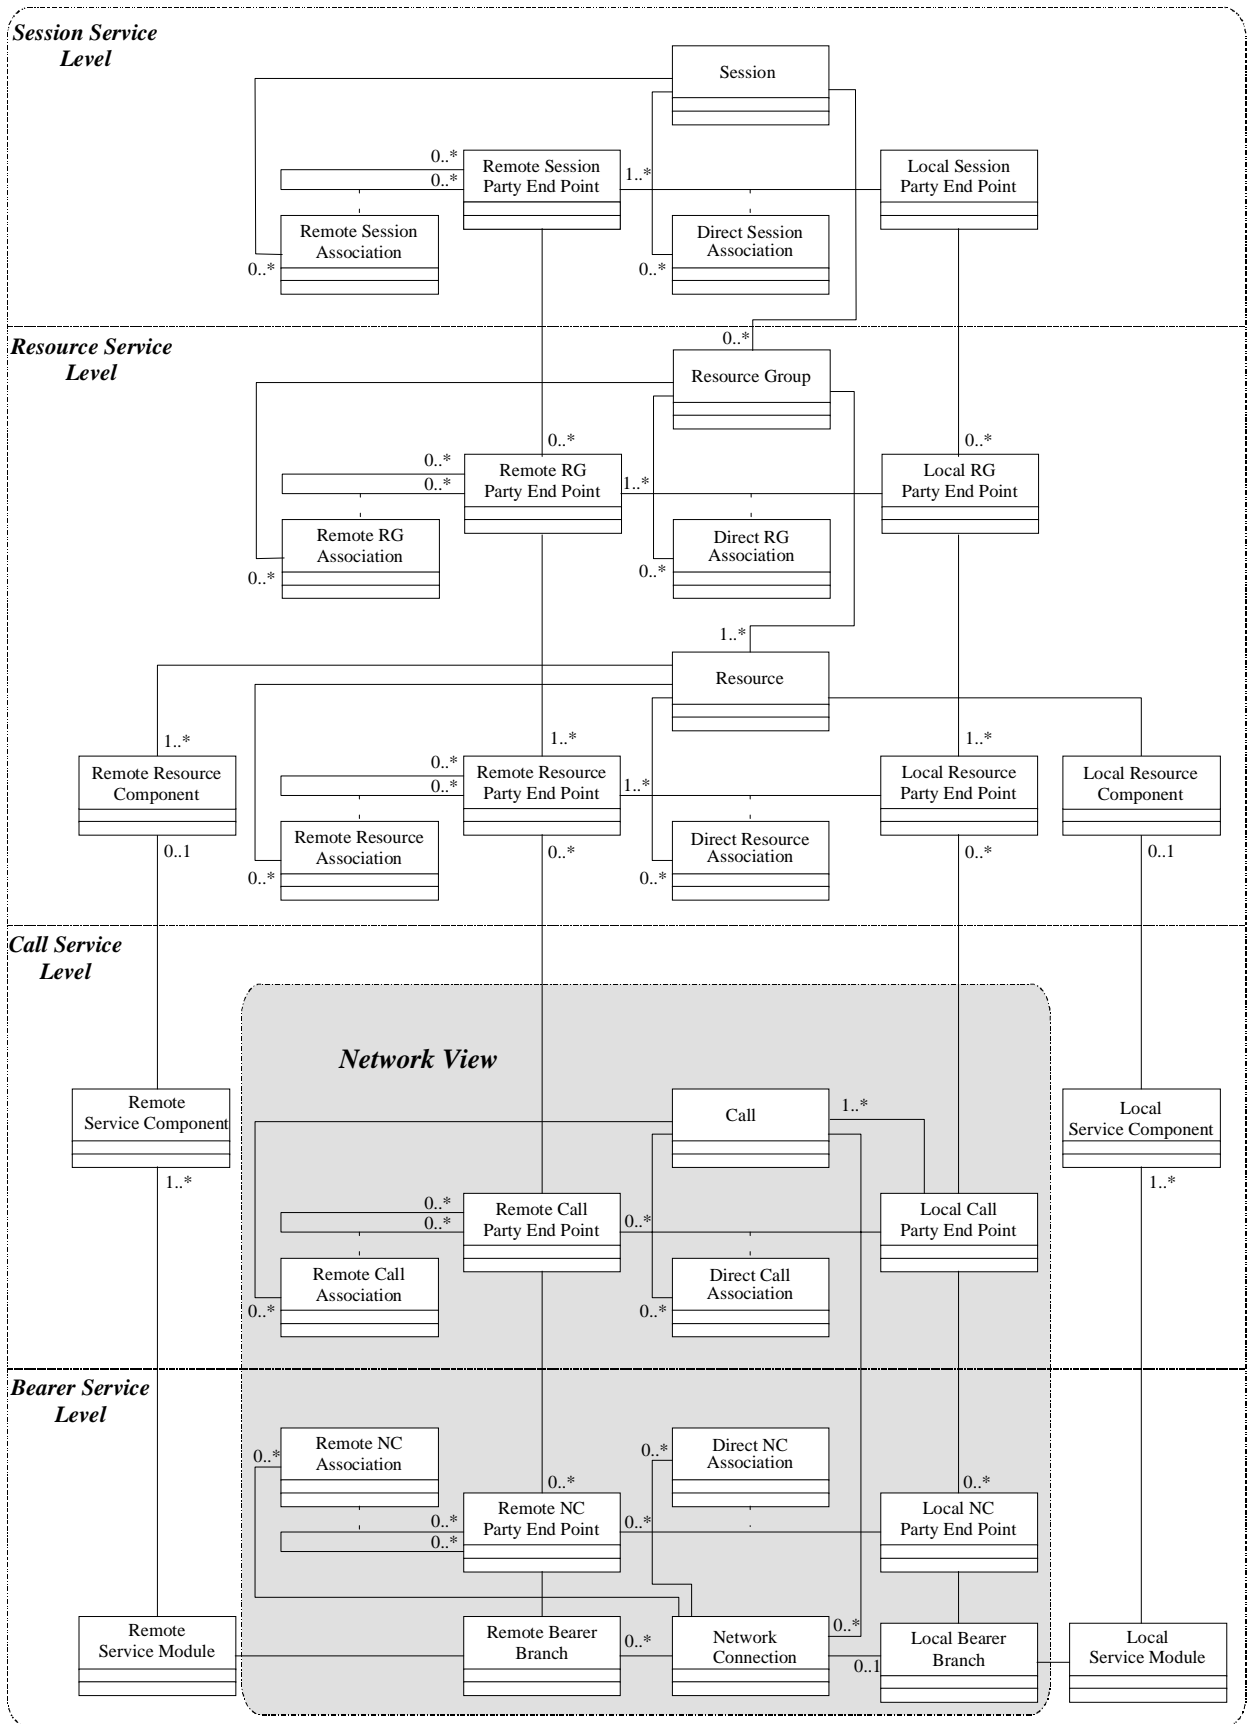 Session Service
Level
Session
0..*
0..*
Remote Session
Party End Point
1..*
Local Session
Party End Point
Remote Session
Association
Direct Session
Association
0..*
0..*
Resource Service
Level
0..*
Resource Group
0..*
0..*
0..*
0..*
Remote RG
Party End Point
1..*
Local RG
Party End Point
Remote RG
Association
Direct RG
Association
0..*
0..*
1..*
Resource
1..*
1..*
1..*
Remote Resource
Component
0..*
0..*
Remote Resource
Party End Point
1..*
Local Resource
Party End Point
Local Resource
Component
Remote Resource
Association
Direct Resource
Association
0..1
0..*
0..*
0..1
0..*
0..*
Call Service
Level
Network View
Remote
Service Component
Call
1..*
Local
Service Component
1..*
1..*
0..*
0..*
Remote Call
Party End Point
0..*
Local Call
Party End Point
Remote Call
Association
Direct Call
Association
0..*
0..*
Bearer Service
Level
0..*
Remote NC
Association
0..*
Direct NC
Association
0..*
0..*
0..*
0..*
Remote NC
Party End Point
0..*
Local NC
Party End Point
Remote
Service Module
Remote Bearer
Branch
0..*
Network
Connection
0..*
0..1
Local Bearer
Branch
Local
Service Module